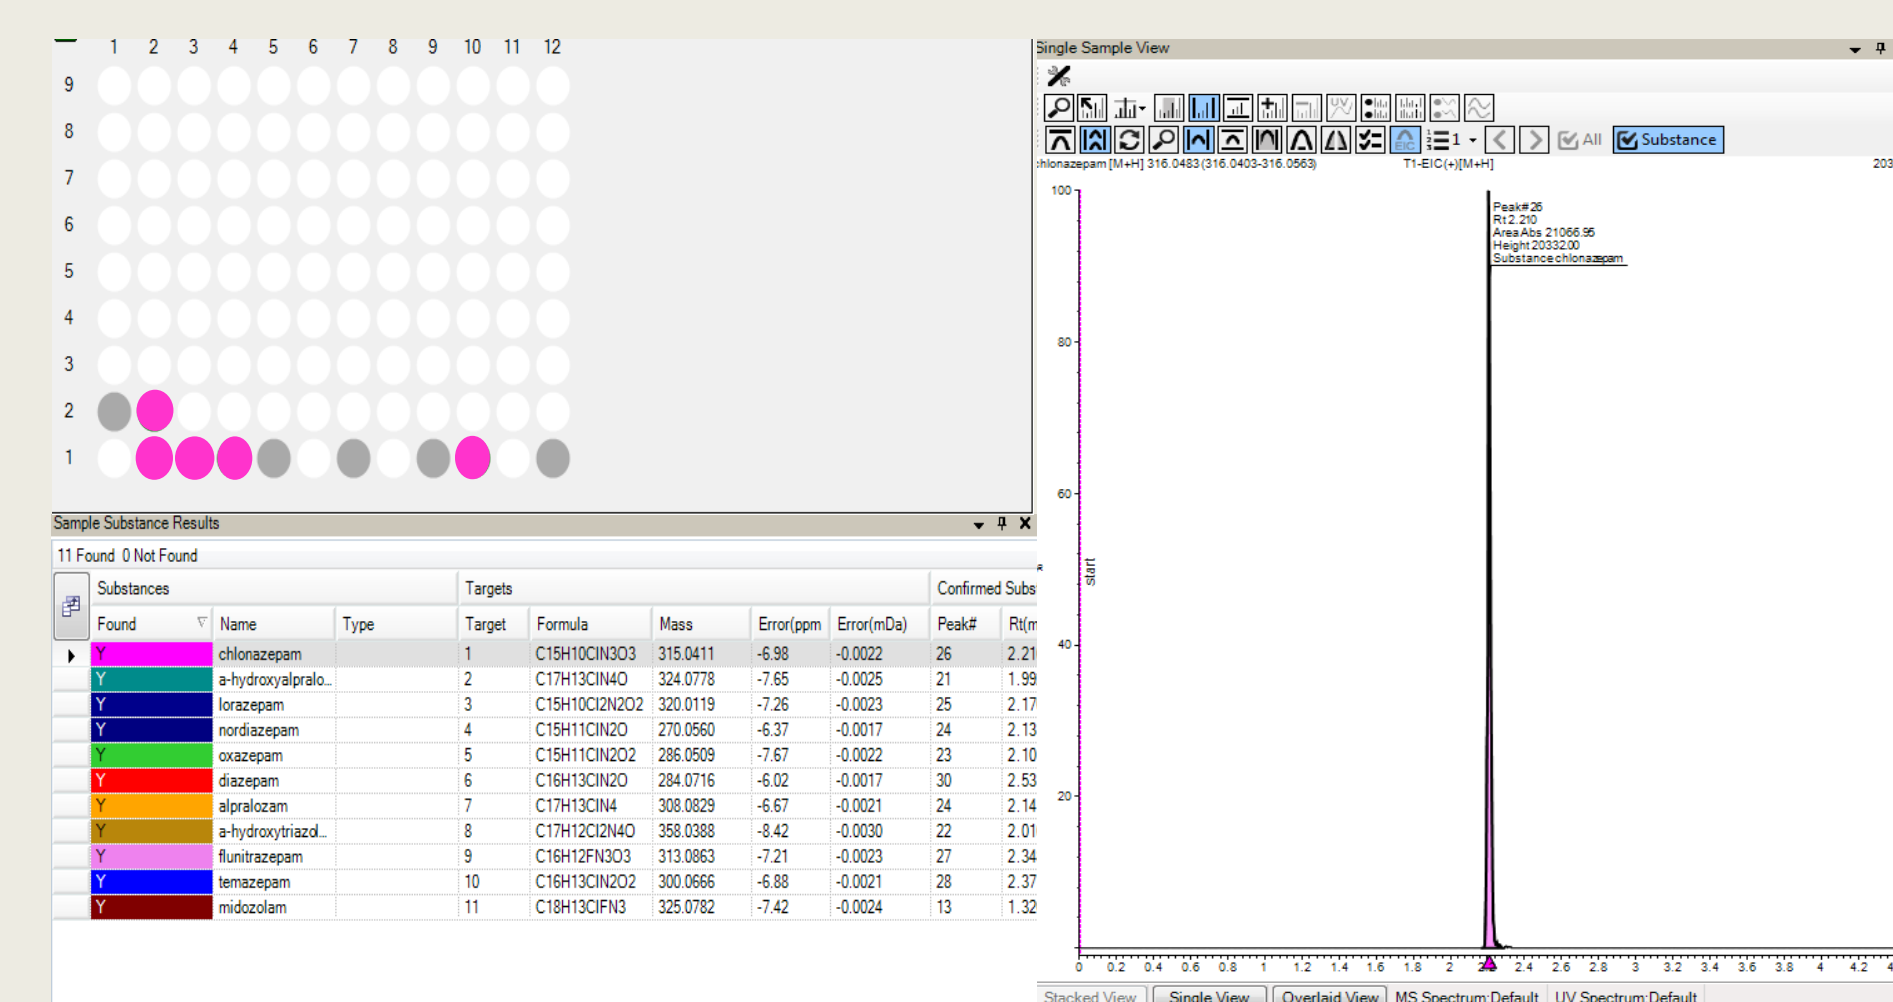 1 2 3 4 5 6 7 8 9 10 11 12
9
8
7
6
5
4
3
2
1
Sample Substance Results
11 Found 0 Not Found
Substances Targets Confirmed Subs
Found Name Type Target Formula Mass Error(ppm Error(mDa) Peak# Rt(m
Y chlonazepam 1 C15H10ClN3O3 315.0411 -6.98 -0.0022 26 2.21
Y a-hydroxyalpralo... 2 C17H13ClN4O 324.0778 -7.65 -0.0025 21 1.99
Y lorazepam 3 C15H10Cl2N2O2 320.0119 -7.26 -0.0023 25 2.17
Y nordiazepam 4 C15H11ClN2O 270.0560 -6.37 -0.0017 24 2.13
Y oxazepam 5 C15H11ClN2O2 286.0509 -7.67 -0.0022 23 2.10
Y diazepam 6 C16H13ClN2O 284.0716 -6.02 -0.0017 30 2.53
Y alpralozam 7 C17H13ClN4 308.0829 -6.67 -0.0021 24 2.14
Y a-hydroxytriazol... 8 C17H12Cl2N4O 358.0388 -8.42 -0.0030 22 2.01
Y flunitrazepam 9 C16H12FN3O3 313.0863 -7.21 -0.0023 27 2.34
Y temazepam 10 C16H13ClN2O2 300.0666 -6.88 -0.0021 28 2.37
Y midozolam 11 C18H13ClFN3 325.0782 -7.42 -0.0024 13 1.32
Single Sample View
UV
EIC 1 All Substance
hlonazepam [M+H] 316.0483 (316.0403-316.0563) T1-EIC(+)[M+H] 203
100
Peak# 26
Rt 2.210
Area Abs 21066.95
Height 20332.00
Substance chlonazepam
80
60
start
40
20
0 0.2 0.4 0.6 0.8 1 1.2 1.4 1.6 1.8 2 2.4 2.6 2.8 3 3.2 3.4 3.6 3.8 4 4.2 4
Stacked View Single View Overlaid View MS Spectrum:Default UV Spectrum:Default